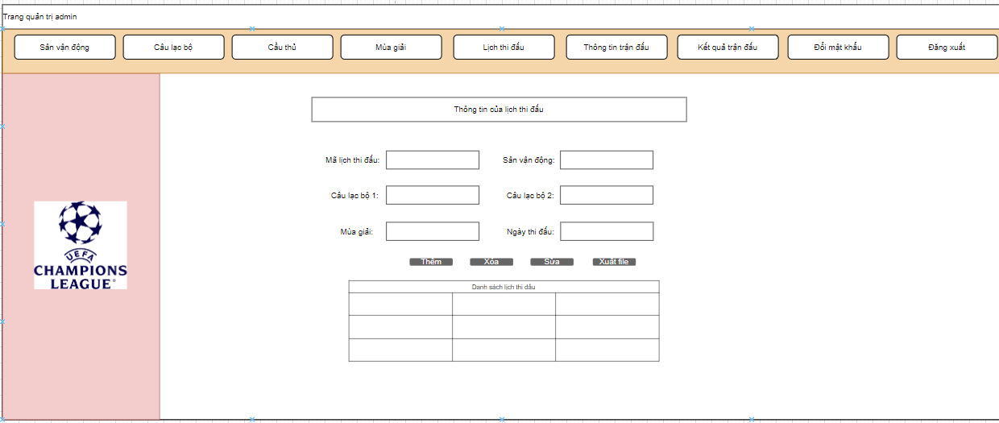 Trang quản trị admin
Sân vận động
Câu lạc bộ
Cầu thủ
Mùa giải
Lịch thi đấu
Thông tin trận đấu
Kết quả trận đấu
Đổi mật khẩu
Đăng xuất
Thông tin của lịch thi đấu
Mã lịch thi đấu:
Sân vận động:
Câu lạc bộ 1:
Câu lạc bộ 2:
Mùa giải:
Ngày thi đấu:
Thêm
Xóa
Sửa
Xuất file
Danh sách lịch thi đấu
UEFA
CHAMPIONS
LEAGUE®